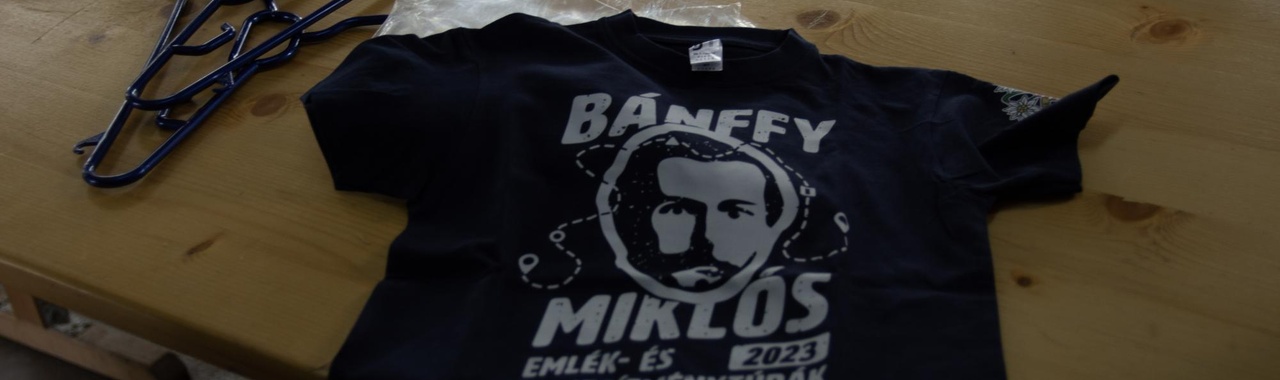 BÁNFFY
MIKLÓS
EMLÉK- ÉS
2023